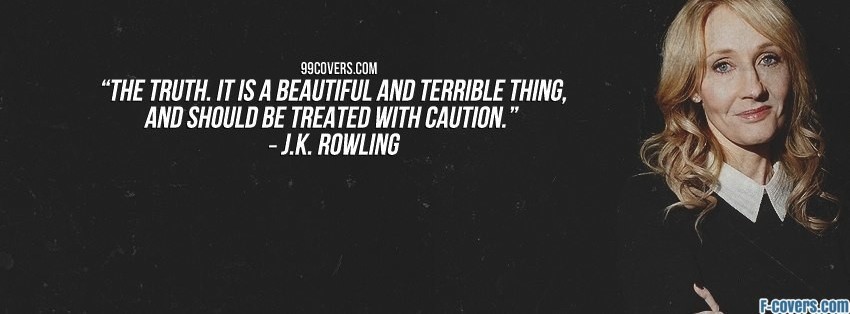 99COVERS.COM
“THE TRUTH. IT IS A BEAUTIFUL AND TERRIBLE THING,
AND SHOULD BE TREATED WITH CAUTION.”
- J.K. ROWLING
F-covers.com